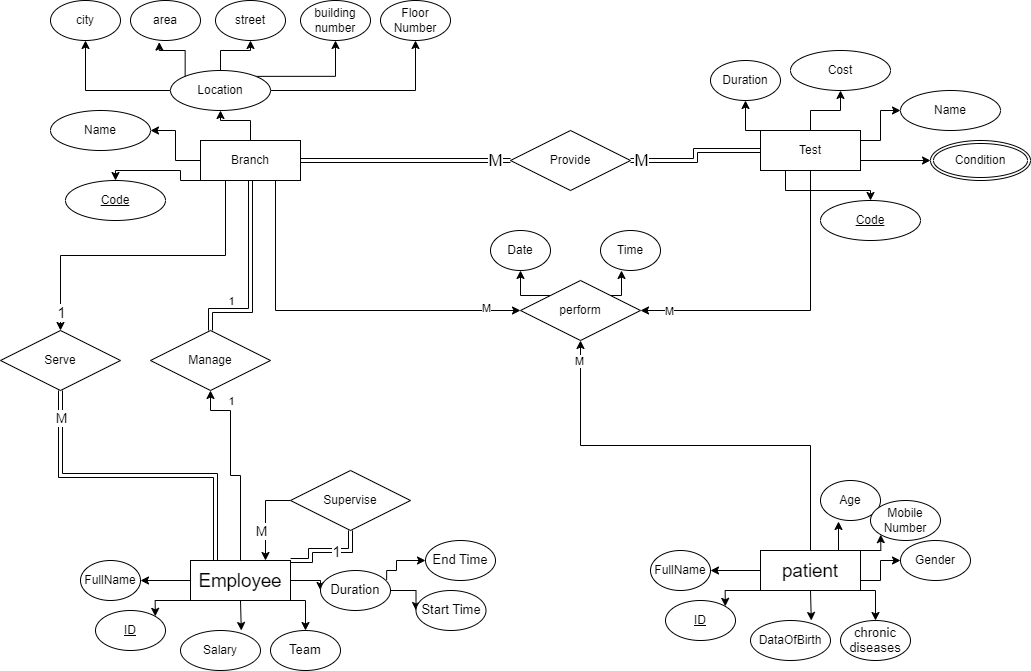 city
area
street
building
number
Floor
Number
Location
Name
Branch
Code
M
Provide
M
Duration
Cost
Test
Name
Condition
Code
Date
Time
M
perform
M
M
1
Serve
M
1
Manage
1
Supervise
M
1
FullName
Employee
Duration
End Time
Start Time
ID
Salary
Team
Age
Mobile
Number
FullName
patient
Gender
ID
DataOfBirth
chronic
diseases